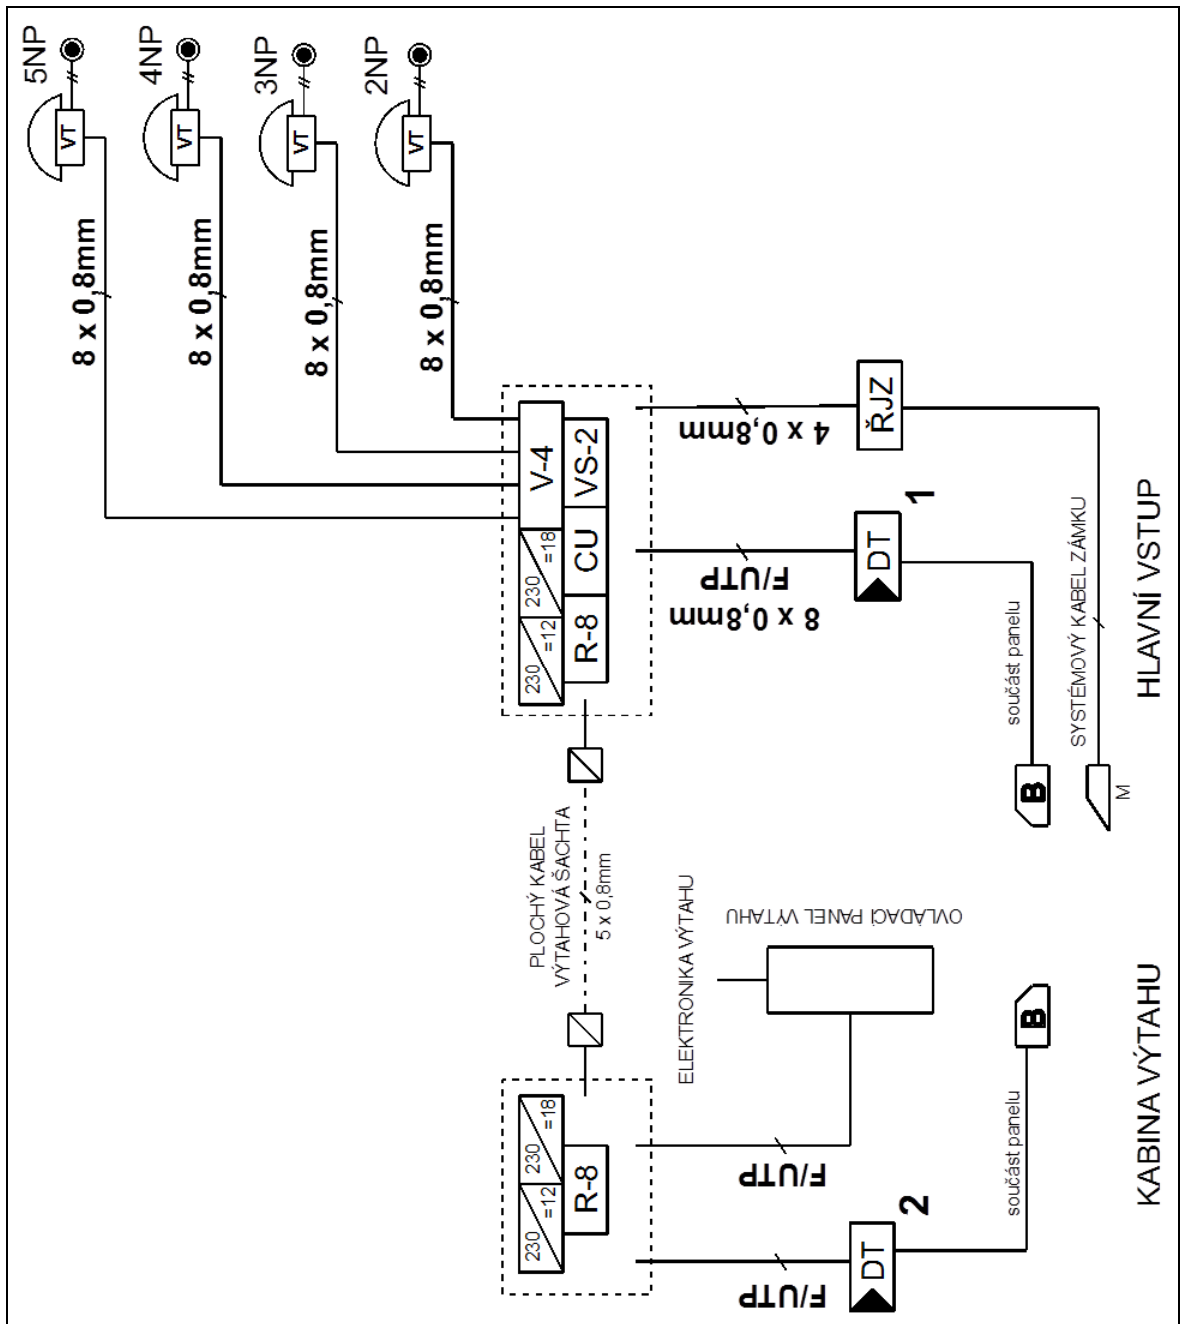 5NP
4NP
3NP
2NP
VT
VT
VT
VT
8 x 0,8mm
8 x 0,8mm
8 x 0,8mm
8 x 0,8mm
V-4
VS-2
CU
R-8
230 =18
230 =12
4 x 0,8mm
ŘJZ
F/UTP
8 x 0,8mm
DT
1
součást panelu
SYSTÉMOVÝ KABEL ZÁMKU
B
M
HLAVNÍ VSTUP
PLOCHÝ KABEL
VÝTAHOVÁ ŠACHTA
5 x 0,8mm
ELEKTRONIKA VÝTAHU
OVLÁDACÍ PANEL VÝTAHU
230 =18
230 =12
R-8
F/UTP
F/UTP
DT
2
součást panelu
B
KABINA VÝTAHU